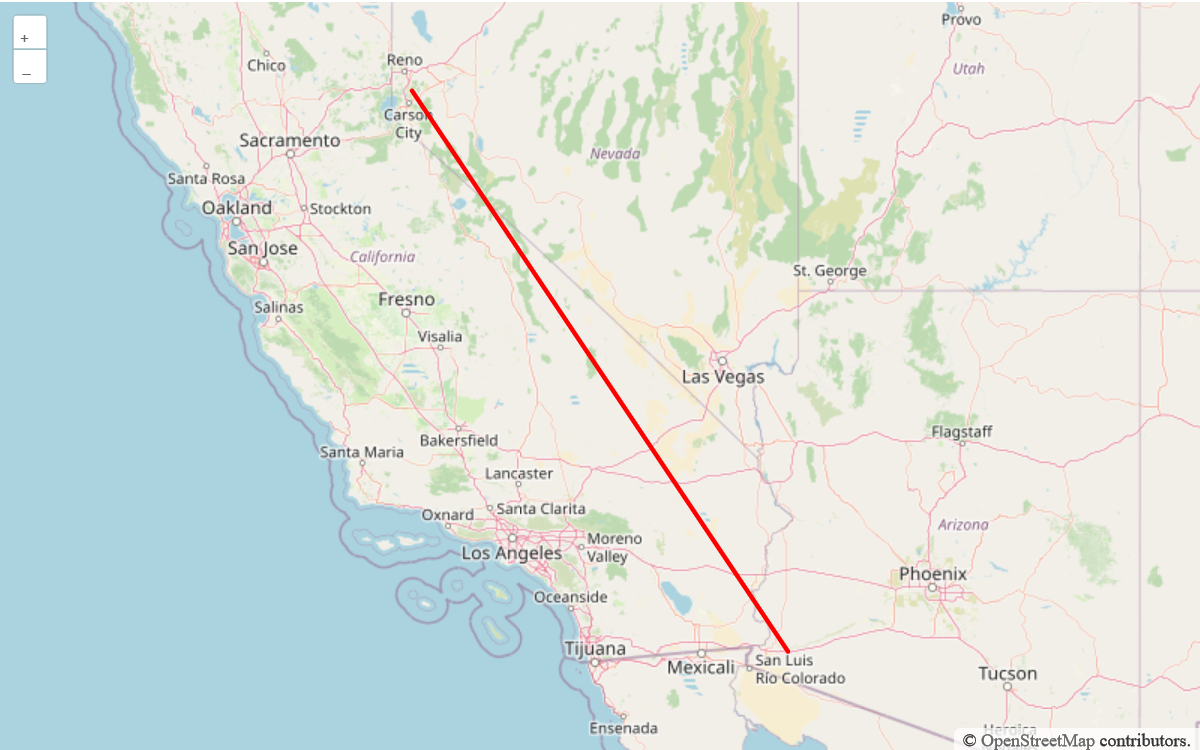 +
–
Provo
Reno
Chico
Utah
Carson
City
Sacramento
Nevada
Santa Rosa
Oakland
Stockton
San Jose
California
St. George
Fresno
Salinas
Visalia
Las Vegas
Flagstaff
Bakersfield
Santa Maria
Lancaster
Santa Clarita
Oxnard
Arizona
Moreno
Valley
Los Angeles
Phoenix
Oceanside
Tijuana
San Luis
Río Colorado
Mexicali
Tucson
Ensenada
Heroica
© OpenStreetMap contributors.